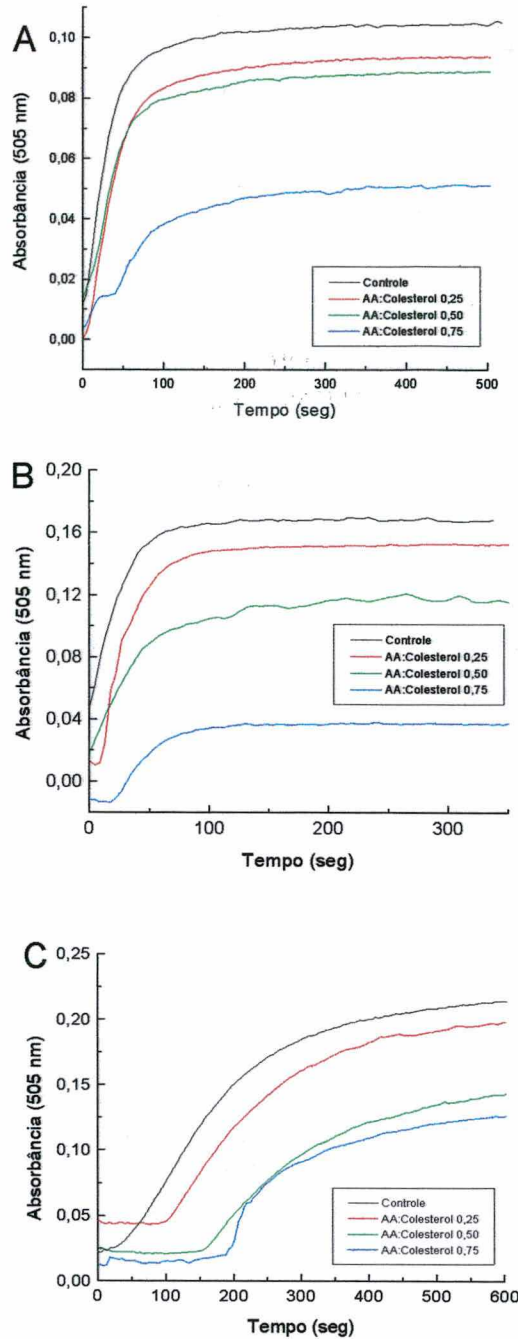 A
Absorbância (505 nm)
0,10
0,08
0,06
0,04
0,02
0,00
Controle
AA:Colesterol 0,25
AA:Colesterol 0,50
AA:Colesterol 0,75
0 100 200 300 400 500
Tempo (seg)
B
Absorbância (505 nm)
0,20
0,16
0,12
0,08
0,04
0,00
Controle
AA:Colesterol 0,25
AA:Colesterol 0,50
AA:Colesterol 0,75
0 100 200 300
Tempo (seg)
C
Absorbância (505 nm)
0,25
0,20
0,15
0,10
0,05
0,00
Controle
AA:Colesterol 0,25
AA:Colesterol 0,50
AA:Colesterol 0,75
0 100 200 300 400 500 600
Tempo (seg)